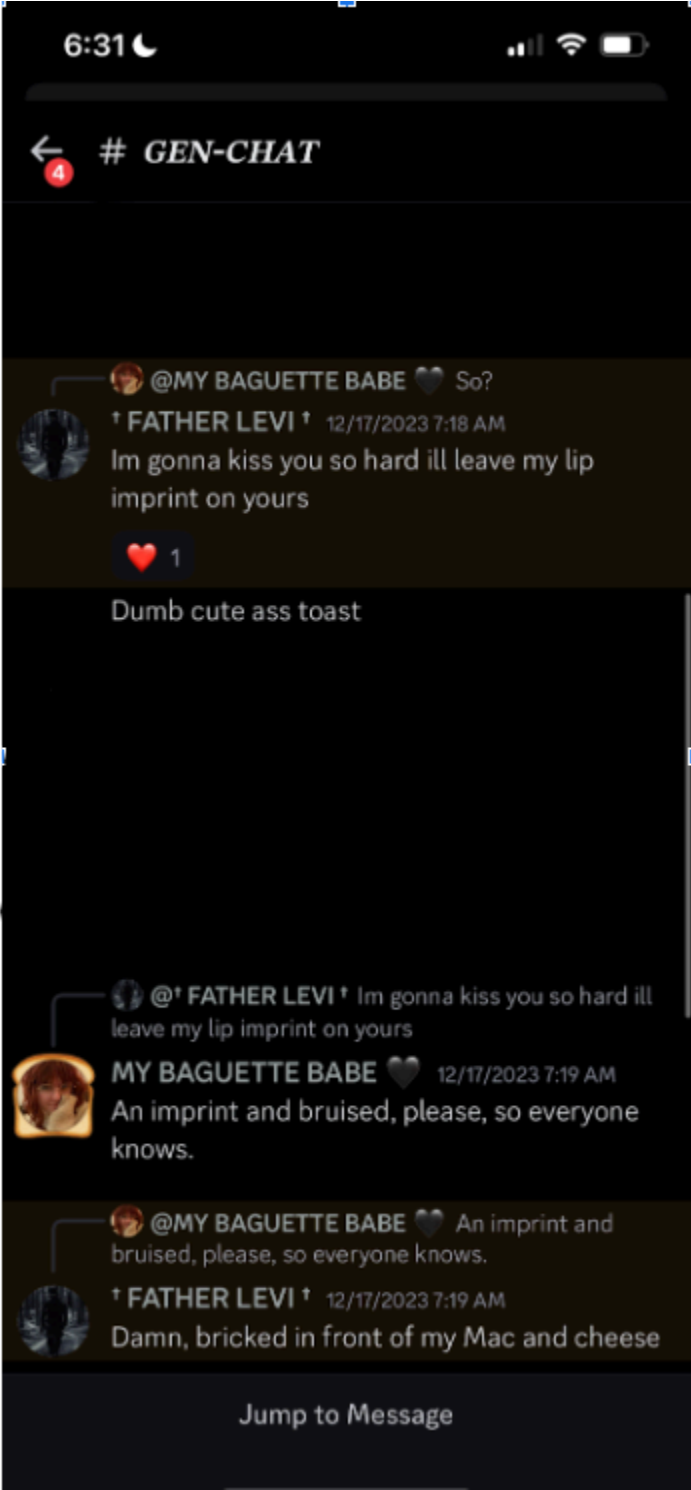 6:31
4
# GEN-CHAT
@MY BAGUETTE BABE 🖤 So?
† FATHER LEVI † 12/17/2023 7:18 AM
Im gonna kiss you so hard ill leave my lip
imprint on yours
❤️ 1
Dumb cute ass toast
@† FATHER LEVI † Im gonna kiss you so hard ill
leave my lip imprint on yours
MY BAGUETTE BABE 🖤 12/17/2023 7:19 AM
An imprint and bruised, please, so everyone
knows.
@MY BAGUETTE BABE 🖤 An imprint and
bruised, please, so everyone knows.
† FATHER LEVI † 12/17/2023 7:19 AM
Damn, bricked in front of my Mac and cheese
Jump to Message